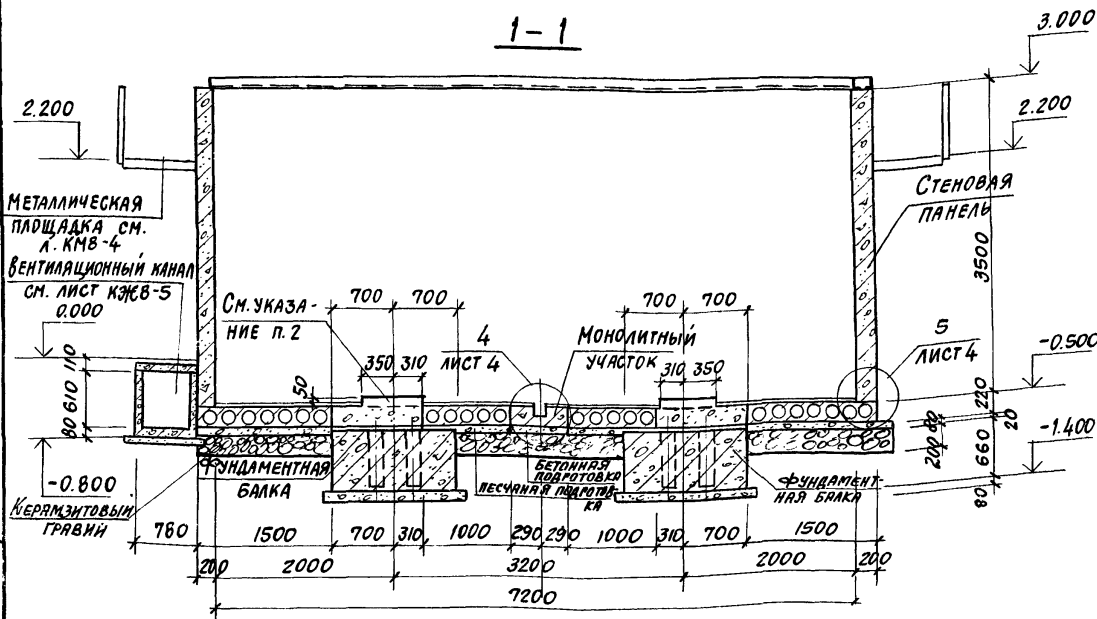 1-1
3.000
2.200
2.200
МЕТАЛЛИЧЕСКАЯ
ПЛОЩАДКА СМ.
Л. КМ8-4
ВЕНТИЛЯЦИОННЫЙ КАНАЛ
СМ. ЛИСТ КЖ8-5
0.000
СТЕНОВАЯ
ПАНЕЛЬ
3500
700
700
700
700
СМ. УКАЗА-
НИЕ П. 2
4
ЛИСТ 4
МОНОЛИТНЫЙ
УЧАСТОК
5
ЛИСТ 4
-0.500
350
310
310
350
50
110
610
80
220
20
80
200
660
80
-1.400
-0.800
ФУНДАМЕНТНАЯ
БАЛКА
БЕТОННАЯ
ПОДГОТОВКА
ПЕСЧАНАЯ ПОДГОТОВ-
КА
ФУНДАМЕНТ-
НАЯ БАЛКА
КЕРАМЗИТОВЫЙ
ГРАВИЙ
760
1500
700
310
1000
290
290
1000
310
700
1500
200
2000
3200
2000
200
7200